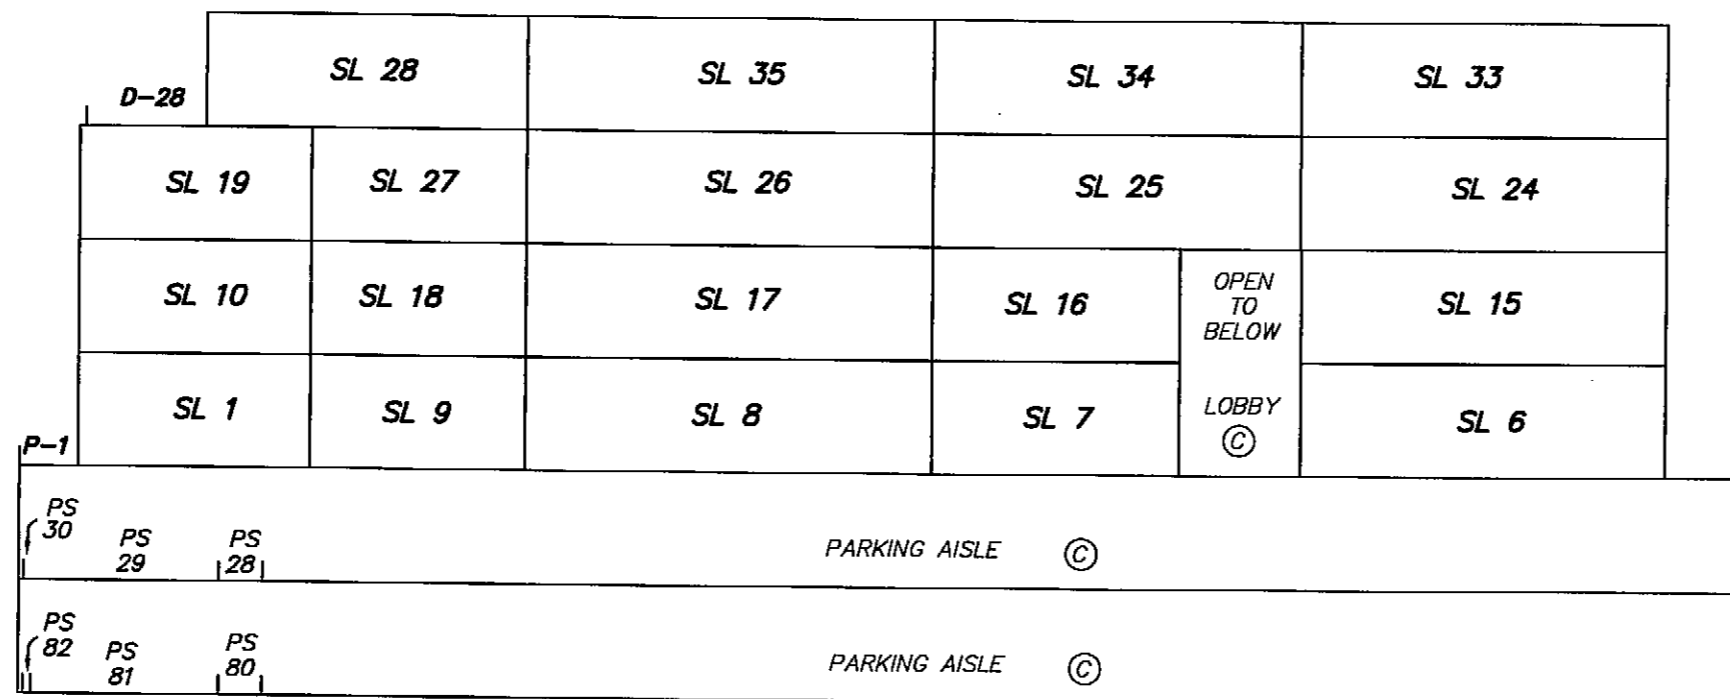 SL 28
SL 35
SL 34
SL 33
D-28
SL 19
SL 27
SL 26
SL 25
SL 24
SL 10
SL 18
SL 17
SL 16
OPEN
TO
BELOW
SL 15
SL 1
SL 9
SL 8
SL 7
LOBBY
C
SL 6
P-1
PS
30
PS
29
PS
28
PARKING AISLE C
PS
82
PS
81
PS
80
PARKING AISLE C